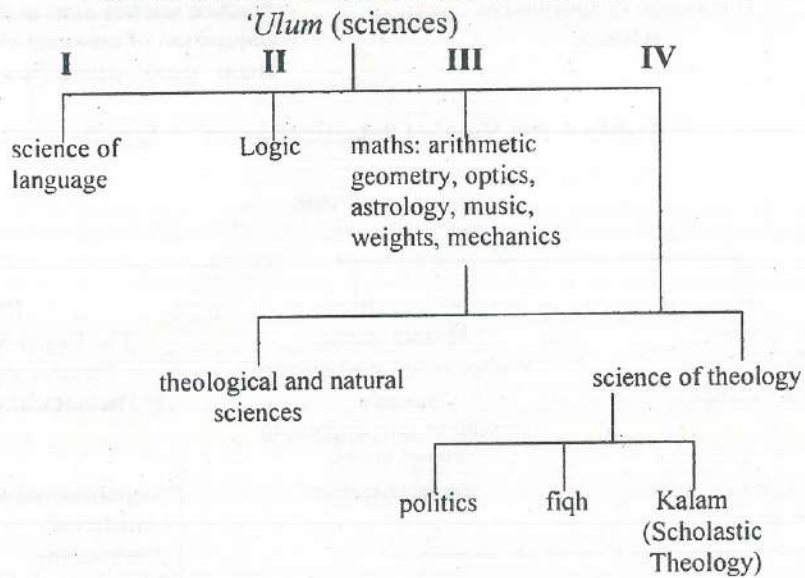 'Ulum (sciences)
I II III IV
science of
language
Logic
maths: arithmetic
geometry, optics,
astrology, music,
weights, mechanics
theological and natural
sciences
science of theology
politics
fiqh
Kalam
(Scholastic
Theology)